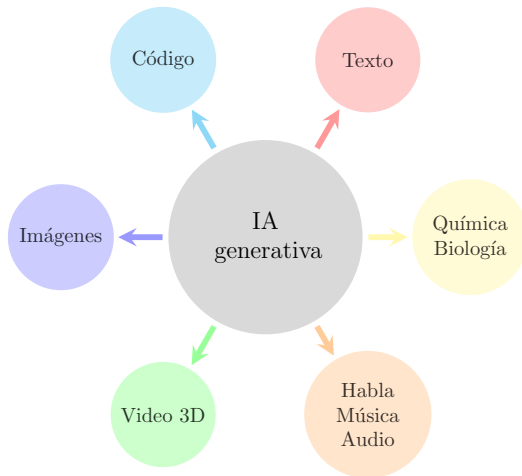 Código
Texto
IA
generativa
Imágenes
Química
Biología
Video 3D
Habla
Música
Audio